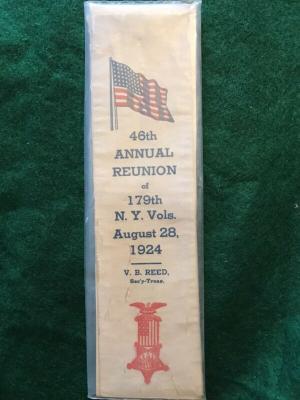 46th
ANNUAL
REUNION
of
179th
N. Y. Vols.
August 28,
1924
V. B. REED,
Sec'y-Treas.